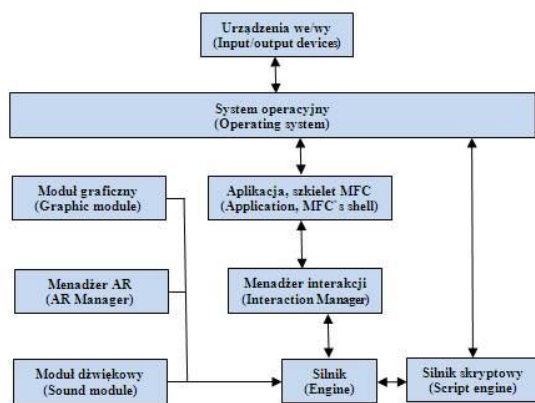 Urządzenia we/wy
(Input/output devices)
System operacyjny
(Operating system)
Moduł graficzny
(Graphic module)
Aplikacja, szkielet MFC
(Application, MFC`s shell)
Menadżer AR
(AR Manager)
Menadżer interakcji
(Interaction Manager)
Moduł dźwiękowy
(Sound module)
Silnik
(Engine)
Silnik skryptowy
(Script engine)